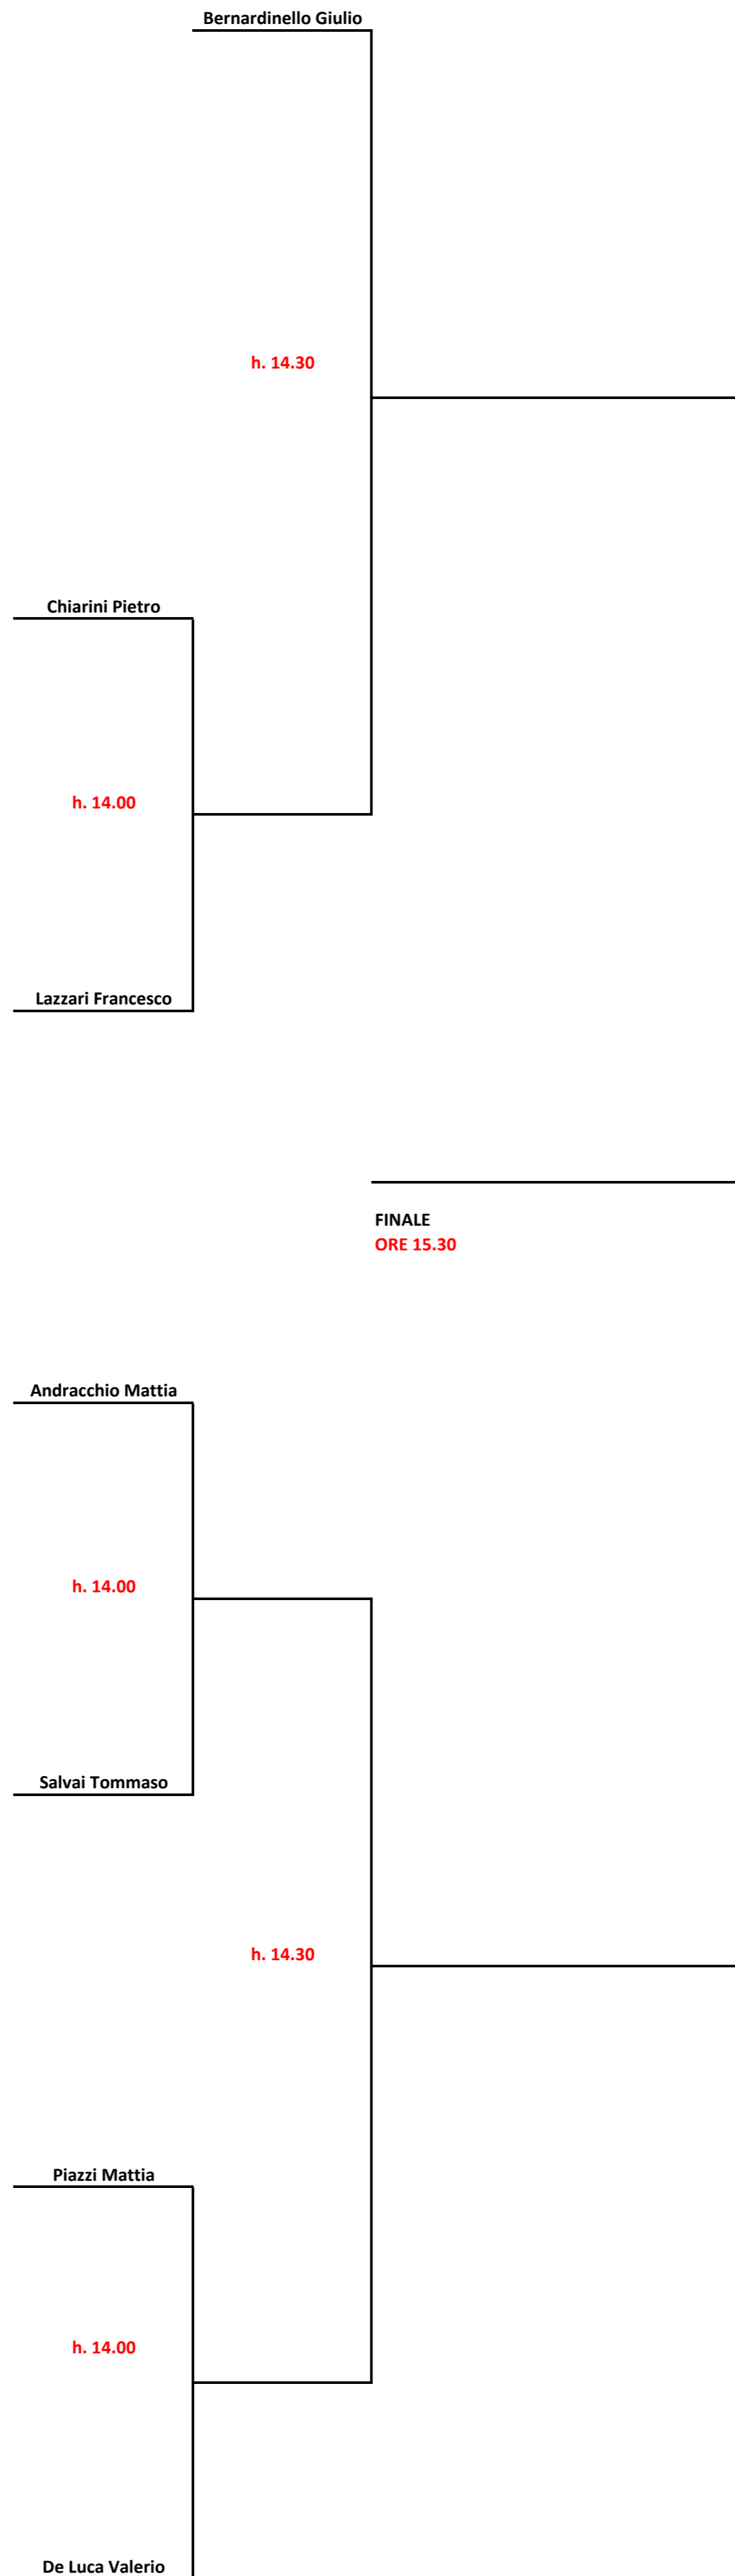 Bernardinello Giulio
h. 14.30
Chiarini Pietro
h. 14.00
Lazzari Francesco
FINALE
ORE 15.30
Andracchio Mattia
h. 14.00
Salvai Tommaso
h. 14.30
Piazzi Mattia
h. 14.00
De Luca Valerio